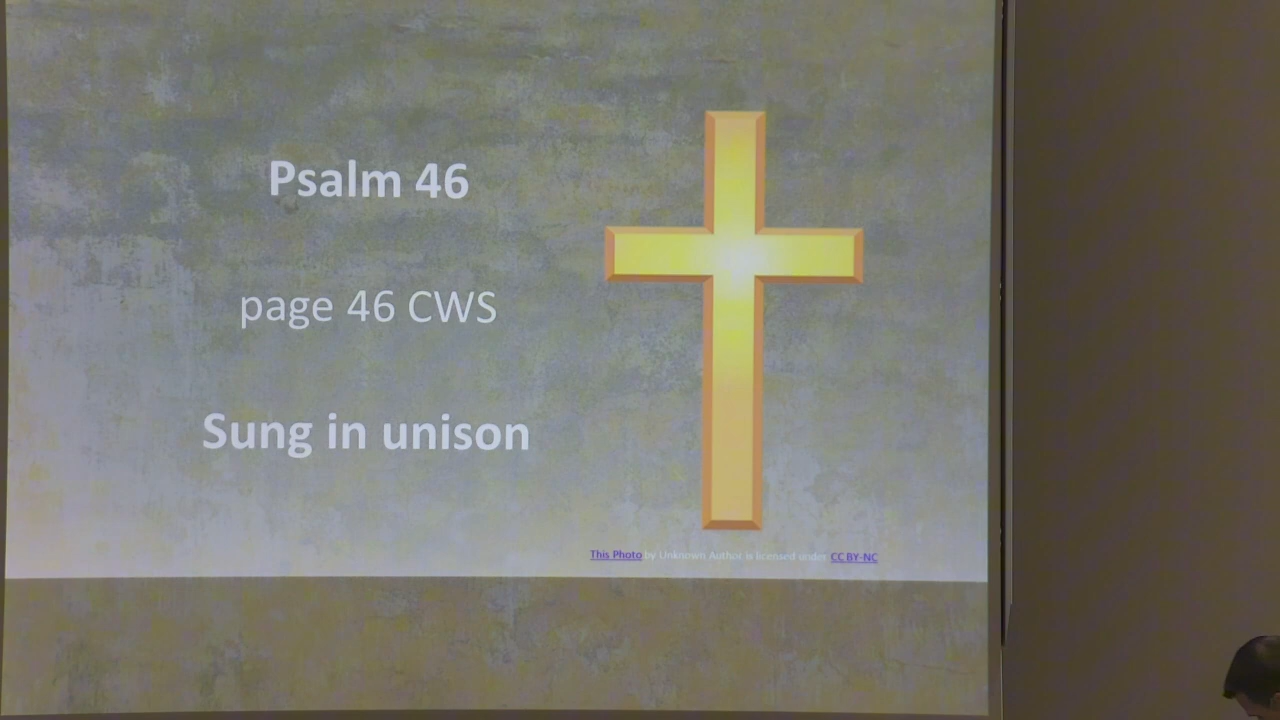 Psalm 46
page 46 CWS
Sung in unison
This Photo by Unknown Author is licensed under CC BY-NC